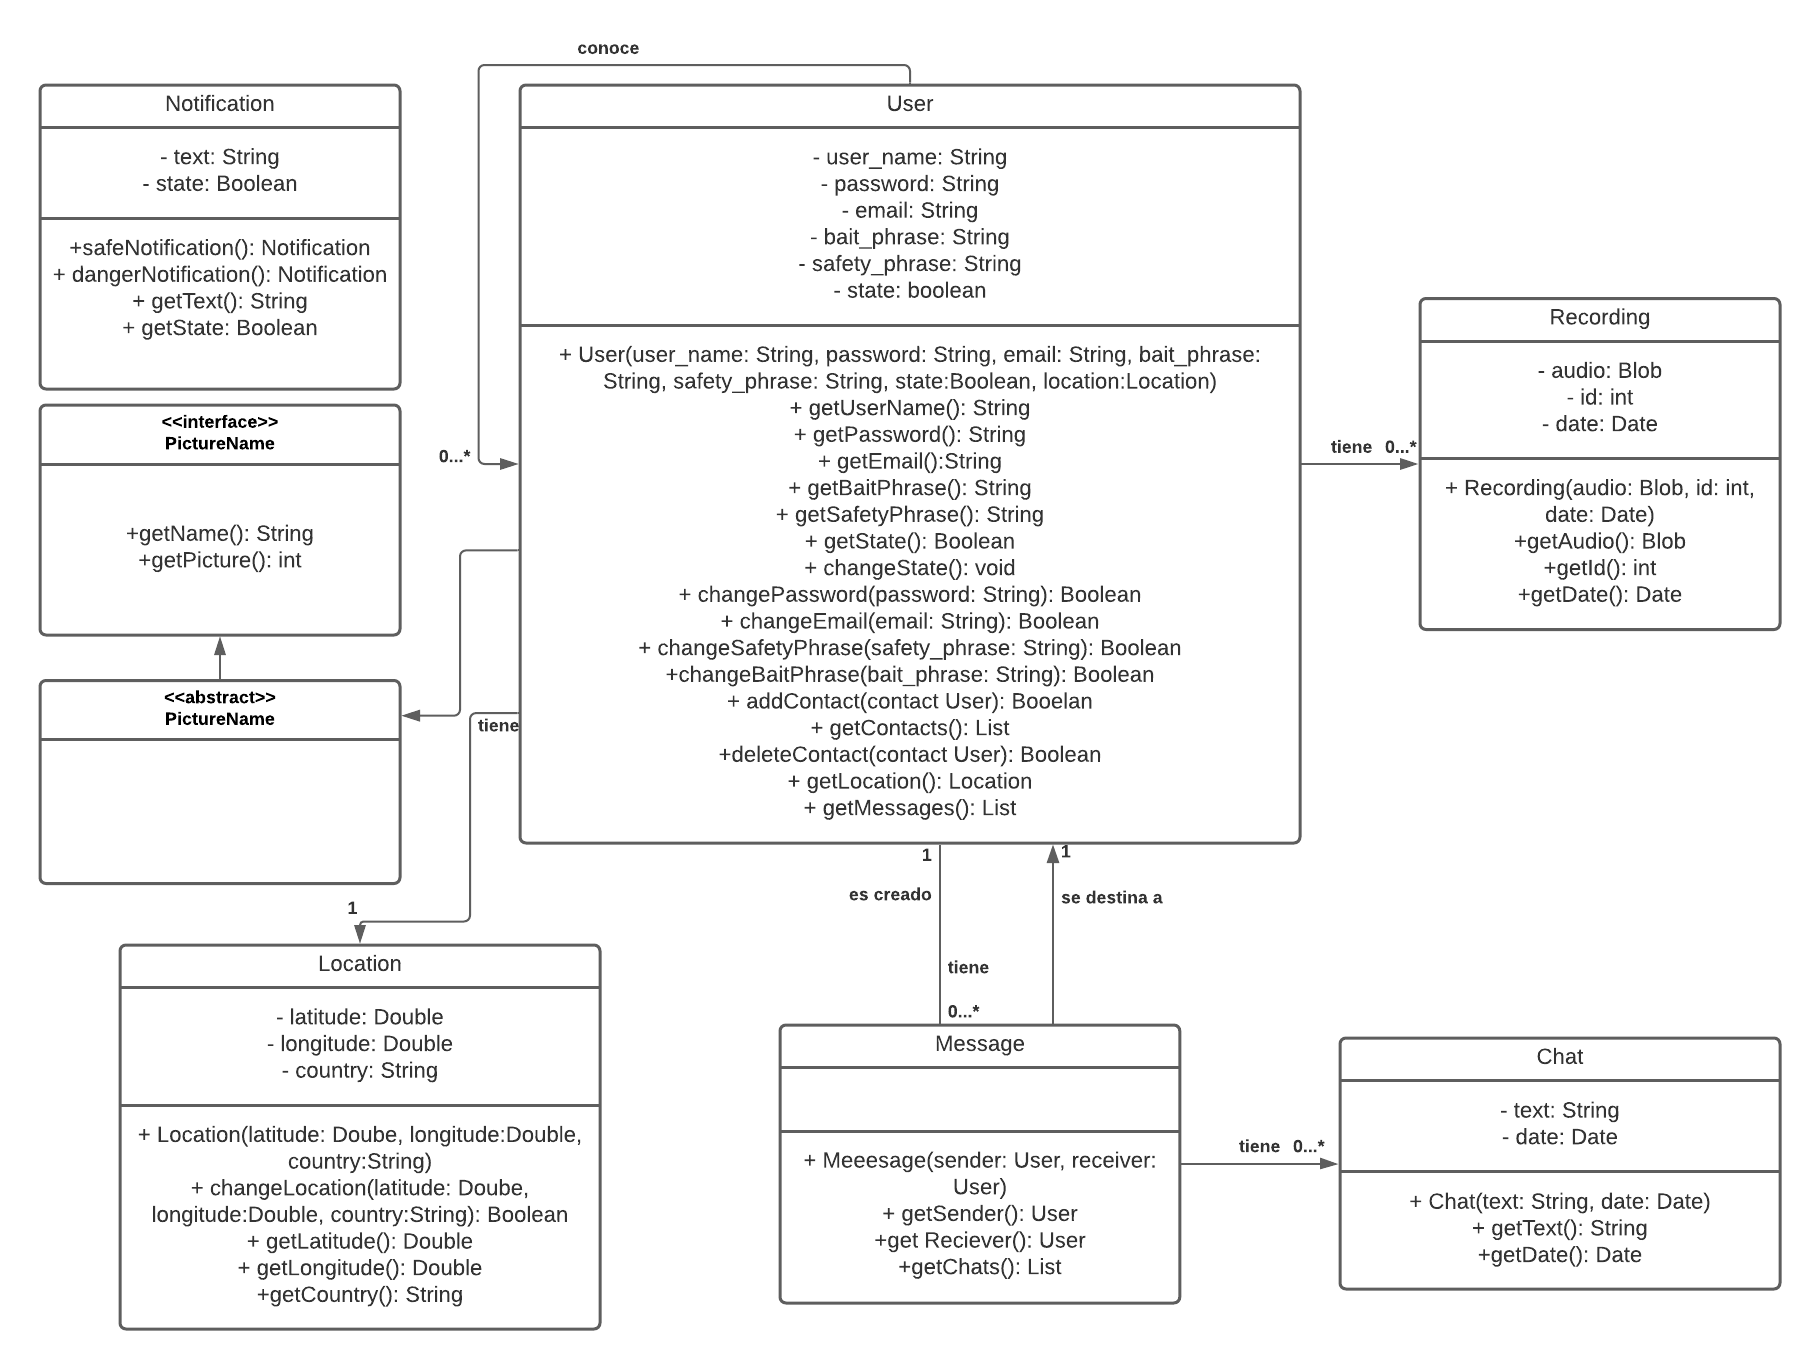 conoce
Notification
- text: String
- state: Boolean
+safeNotification(): Notification
+ dangerNotification(): Notification
+ getText(): String
+ getState: Boolean
<<interface>>
PictureName
+getName(): String
+getPicture(): int
<<abstract>>
PictureName
User
- user_name: String
- password: String
- email: String
- bait_phrase: String
- safety_phrase: String
- state: boolean
+ User(user_name: String, password: String, email: String, bait_phrase:
String, safety_phrase: String, state:Boolean, location:Location)
+ getUserName(): String
+ getPassword(): String
+ getEmail():String
+ getBaitPhrase(): String
+ getSafetyPhrase(): String
+ getState(): Boolean
+ changeState(): void
+ changePassword(password: String): Boolean
+ changeEmail(email: String): Boolean
+ changeSafetyPhrase(safety_phrase: String): Boolean
+changeBaitPhrase(bait_phrase: String): Boolean
+ addContact(contact User): Booelan
+ getContacts(): List
+deleteContact(contact User): Boolean
+ getLocation(): Location
+ getMessages(): List
0...*
tiene
1
tiene 0...*
Recording
- audio: Blob
- id: int
- date: Date
+ Recording(audio: Blob, id: int,
date: Date)
+getAudio(): Blob
+getId(): int
+getDate(): Date
1
es creado
tiene
0...*
1
se destina a
Location
- latitude: Double
- longitude: Double
- country: String
+ Location(latitude: Doube, longitude:Double,
country:String)
+ changeLocation(latitude: Doube,
longitude:Double, country:String): Boolean
+ getLatitude(): Double
+ getLongitude(): Double
+getCountry(): String
Message
+ Meeesage(sender: User, receiver:
User)
+ getSender(): User
+get Reciever(): User
+getChats(): List
tiene 0...*
Chat
- text: String
- date: Date
+ Chat(text: String, date: Date)
+ getText(): String
+getDate(): Date